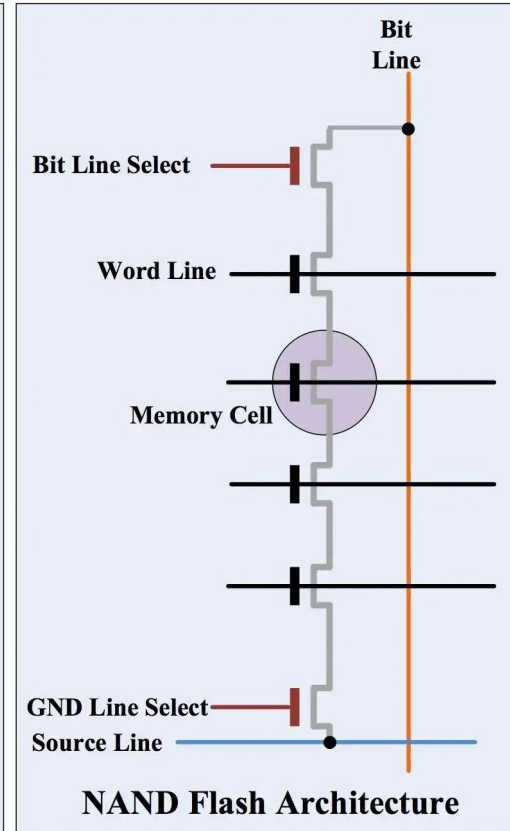 Bit
Line
Bit Line Select
Word Line
Memory Cell
GND Line Select
Source Line
NAND Flash Architecture